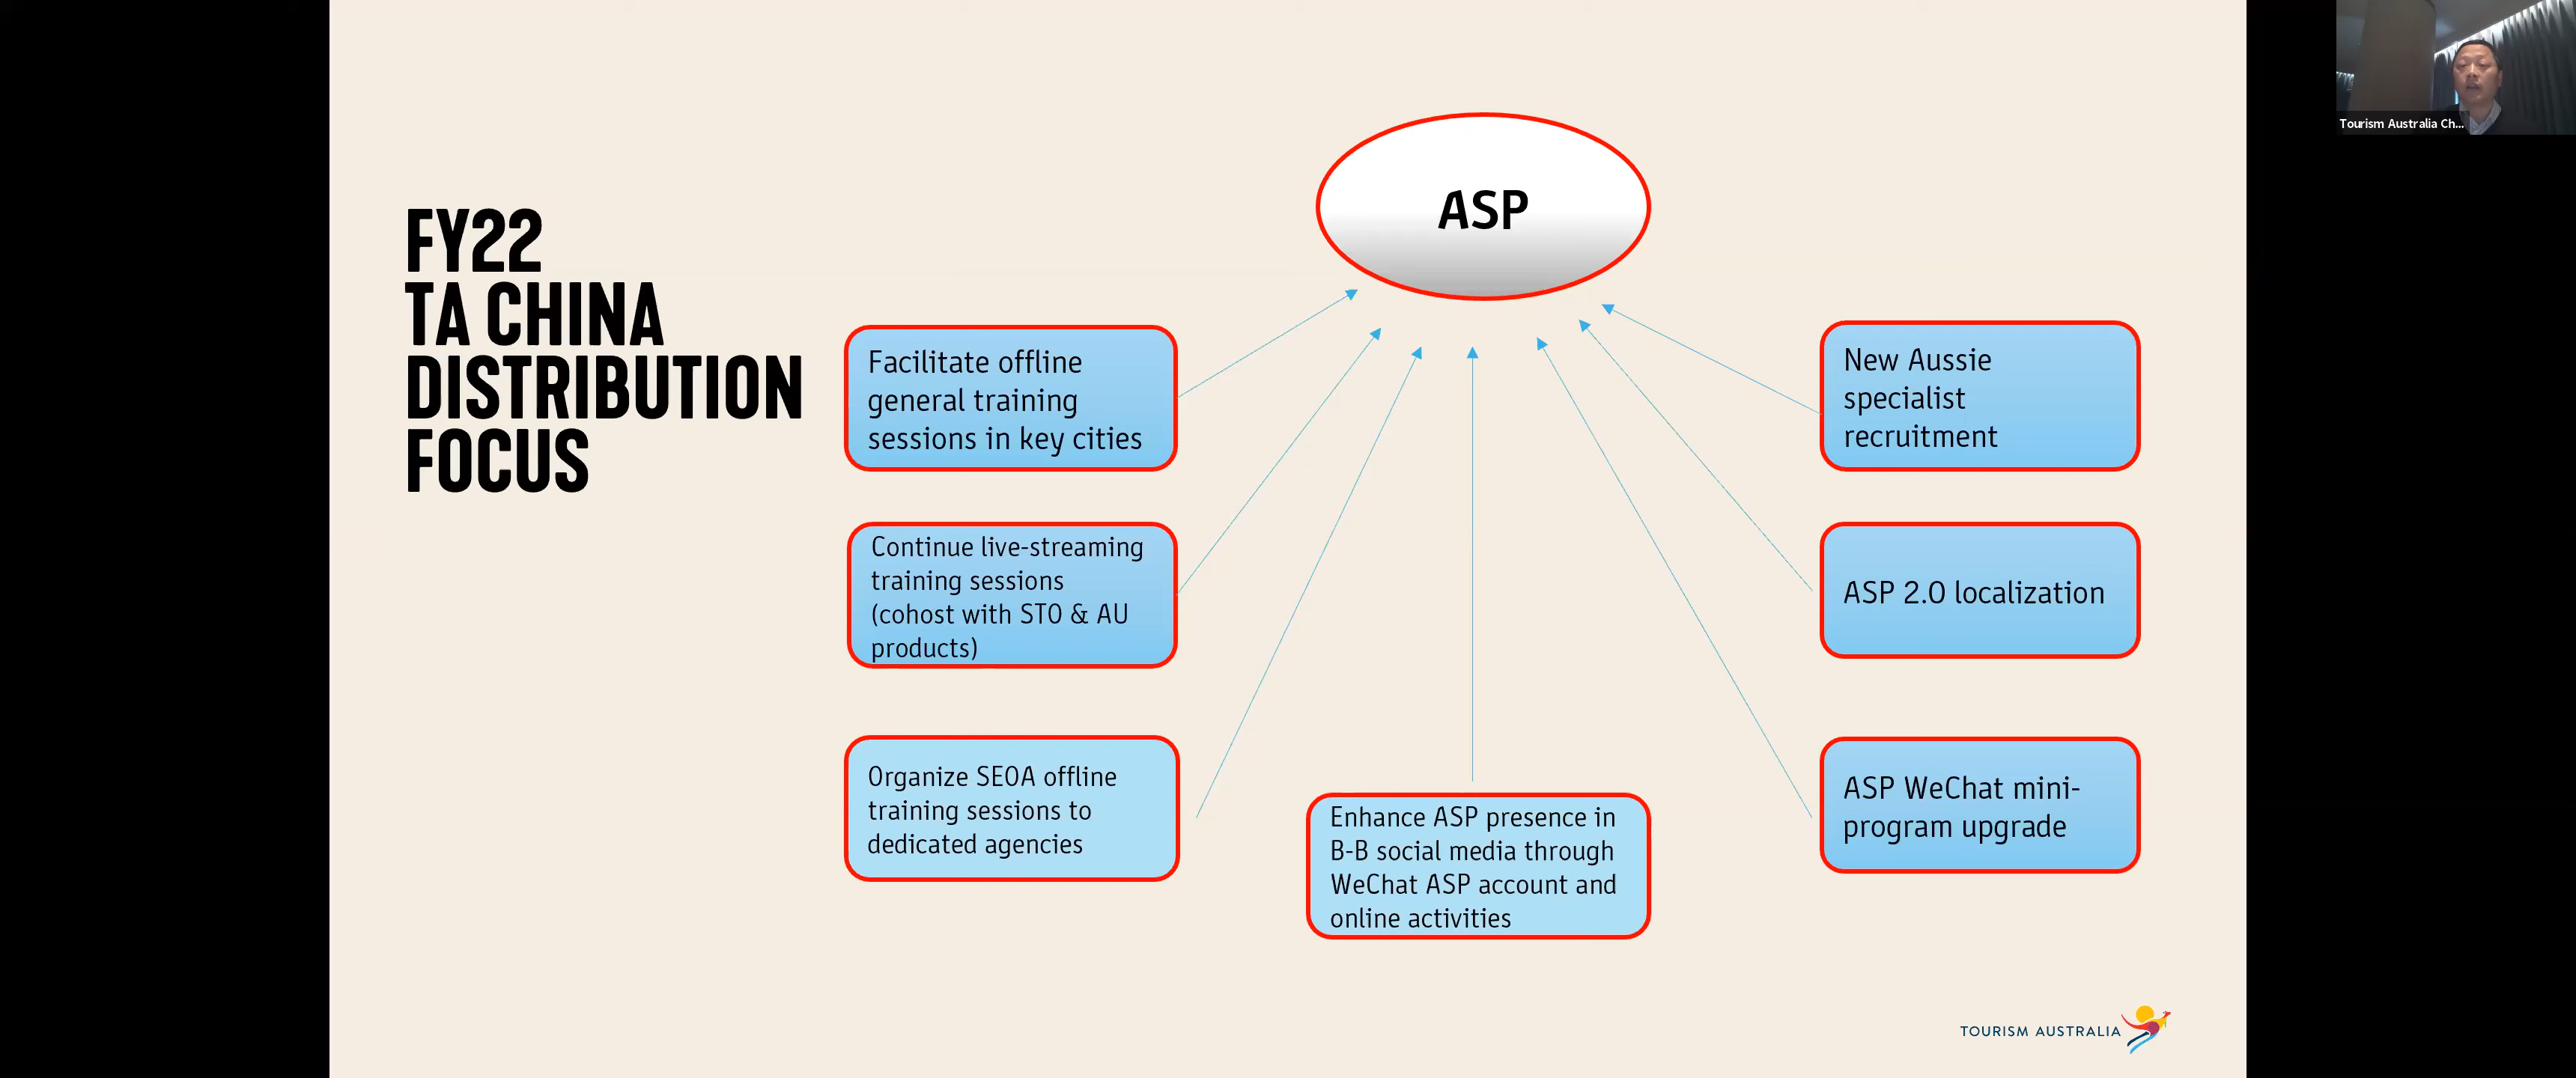 FY22
TA CHINA
DISTRIBUTION
FOCUS
ASP
Facilitate offline
general training
sessions in key cities
Continue live-streaming
training sessions
(cohost with STO & AU
products)
Organize SEOA offline
training sessions to
dedicated agencies
Enhance ASP presence in
B-B social media through
WeChat ASP account and
online activities
New Aussie
specialist
recruitment
ASP 2.0 localization
ASP WeChat mini-
program upgrade
TOURISM AUSTRALIA
Tourism Australia Ch...